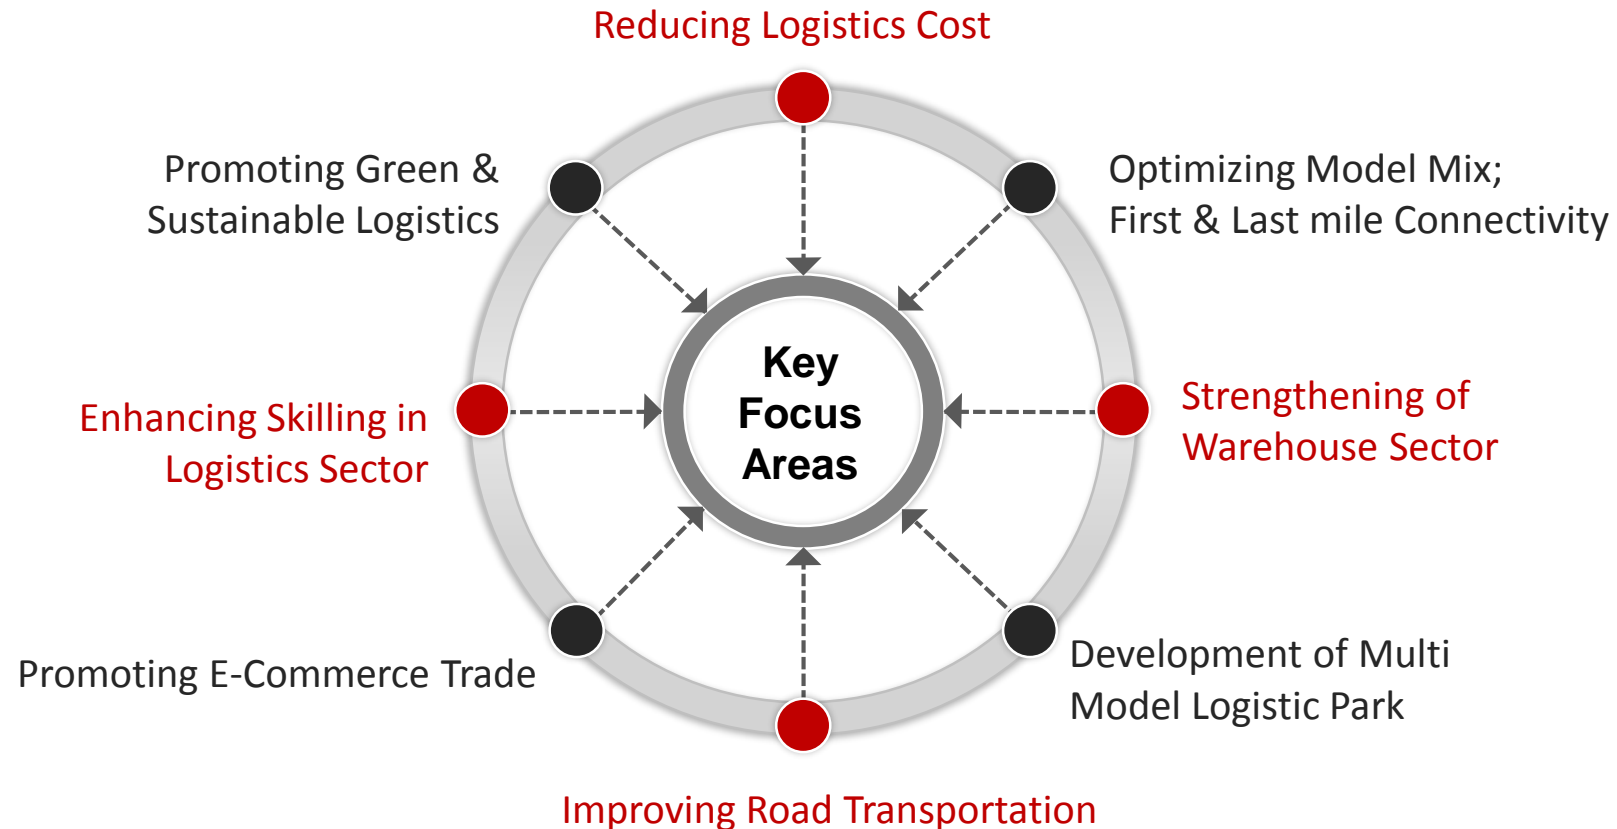 Reducing Logistics Cost
Promoting Green &
Sustainable Logistics
Optimizing Model Mix;
First & Last mile Connectivity
Key
Focus
Areas
Enhancing Skilling in
Logistics Sector
Strengthening of
Warehouse Sector
Promoting E-Commerce Trade
Development of Multi
Model Logistic Park
Improving Road Transportation